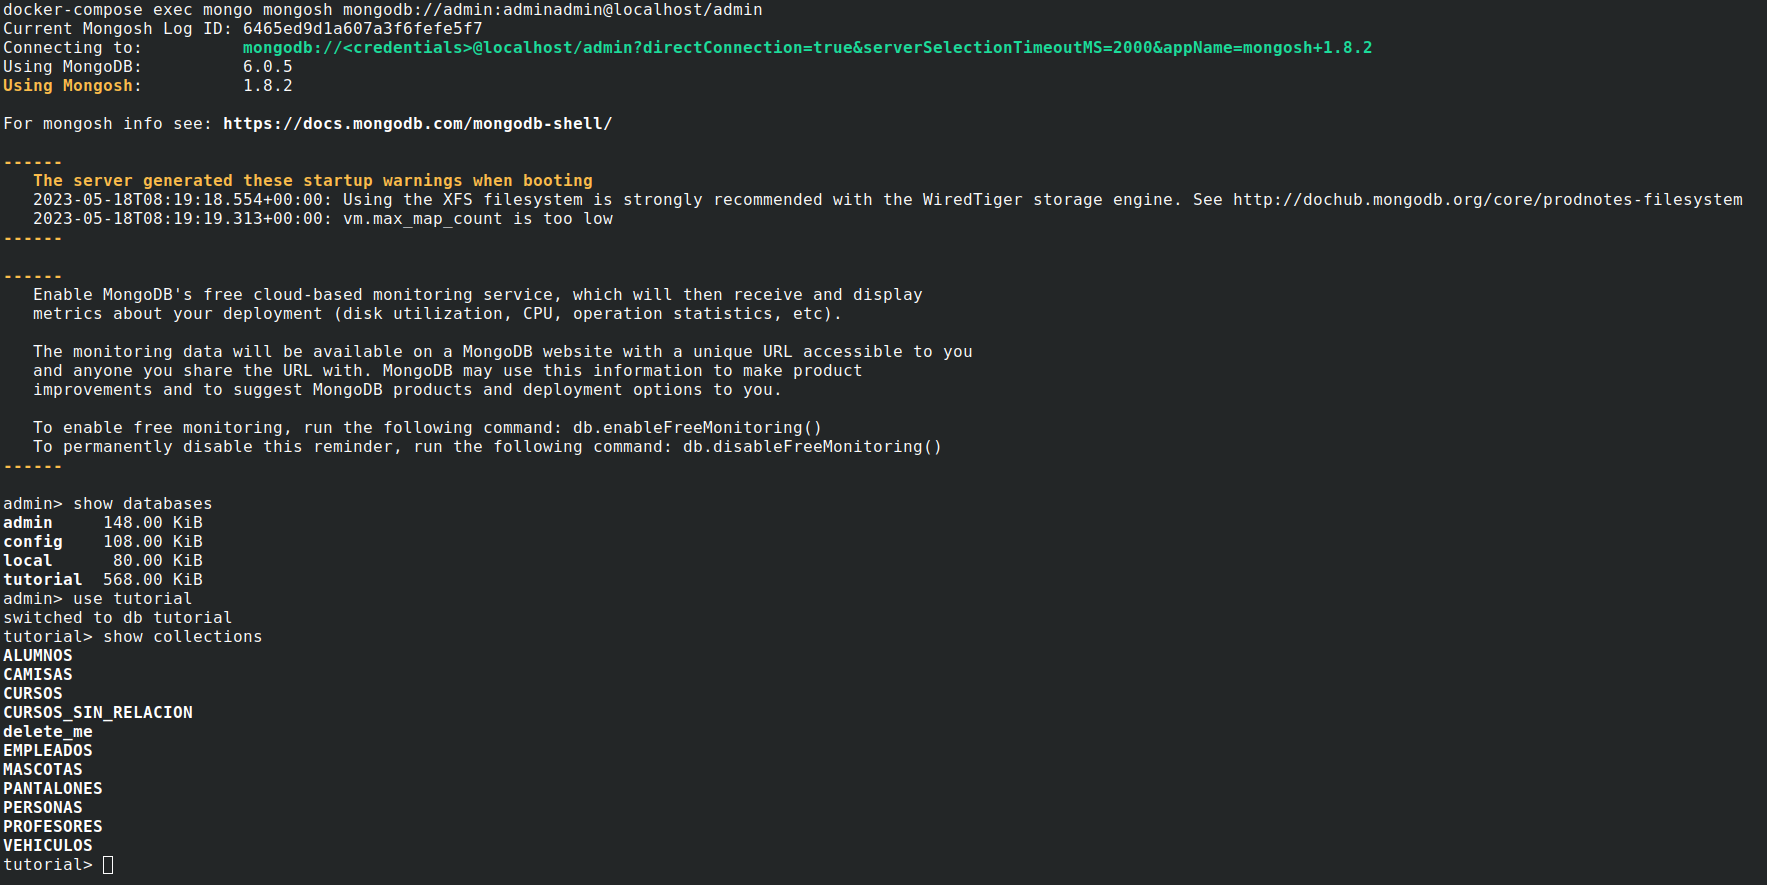 docker-compose exec mongo mongosh mongodb://admin:adminadmin@localhost/admin
Current Mongosh Log ID: 6465ed9d1a607a3f6fefe5f7
Connecting to:          mongodb://<credentials>@localhost/admin?directConnection=true&serverSelectionTimeoutMS=2000&appName=mongosh+1.8.2
Using MongoDB:          6.0.5
Using Mongosh:          1.8.2
For mongosh info see: https://docs.mongodb.com/mongodb-shell/
------
   The server generated these startup warnings when booting
   2023-05-18T08:19:18.554+00:00: Using the XFS filesystem is strongly recommended with the WiredTiger storage engine. See http://dochub.mongodb.org/core/prodnotes-filesystem
   2023-05-18T08:19:19.313+00:00: vm.max_map_count is too low
------
------
   Enable MongoDB's free cloud-based monitoring service, which will then receive and display
   metrics about your deployment (disk utilization, CPU, operation statistics, etc).
   The monitoring data will be available on a MongoDB website with a unique URL accessible to you
   and anyone you share the URL with. MongoDB may use this information to make product
   improvements and to suggest MongoDB products and deployment options to you.
   To enable free monitoring, run the following command: db.enableFreeMonitoring()
   To permanently disable this reminder, run the following command: db.disableFreeMonitoring()
------
admin> show databases
admin     148.00 KiB
config    108.00 KiB
local      80.00 KiB
tutorial  568.00 KiB
admin> use tutorial
switched to db tutorial
tutorial> show collections
ALUMNOS
CAMISAS
CURSOS
CURSOS_SIN_RELACION
delete_me
EMPLEADOS
MASCOTAS
PANTALONES
PERSONAS
PROFESORES
VEHICULOS
tutorial>